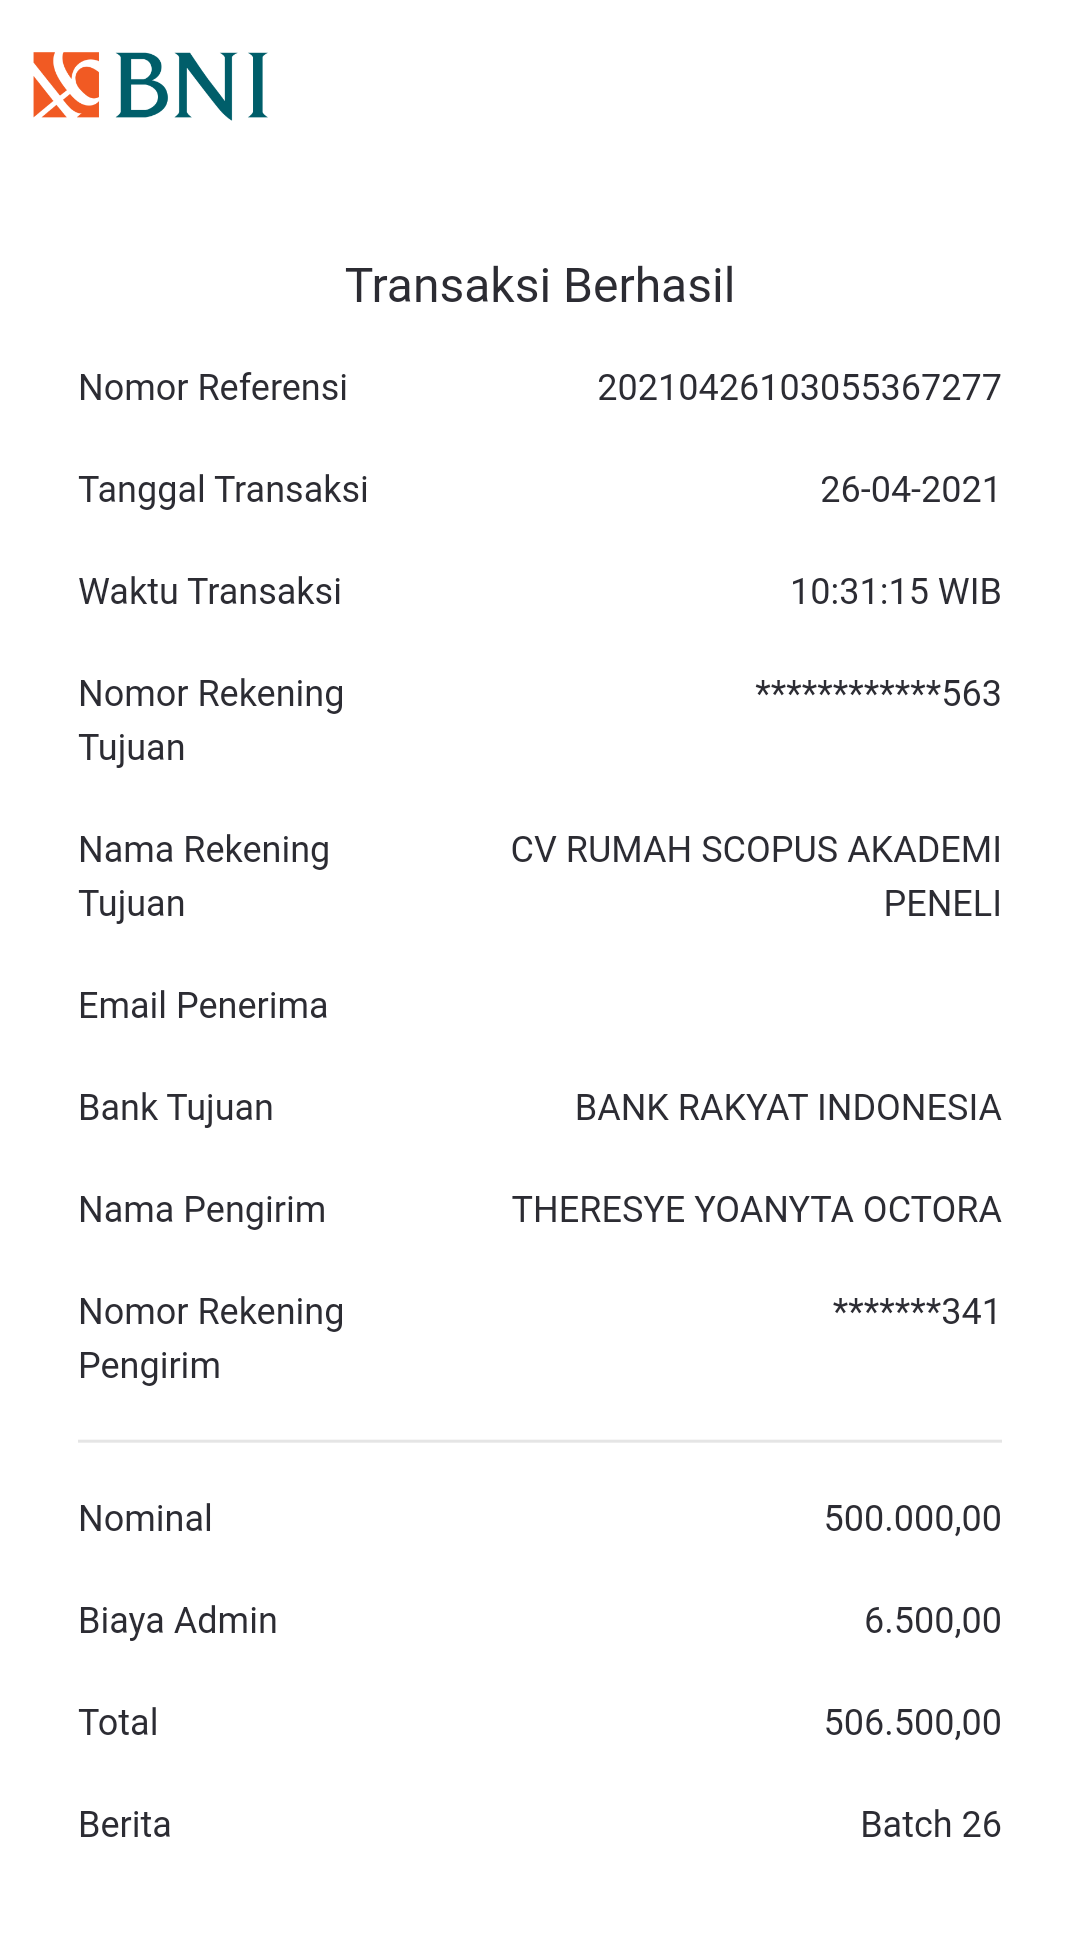 BNI
Transaksi Berhasil
Nomor Referensi 20210426103055367277
Tanggal Transaksi 26-04-2021
Waktu Transaksi 10:31:15 WIB
Nomor Rekening ************563
Tujuan
Nama Rekening CV RUMAH SCOPUS AKADEMI
Tujuan PENELI
Email Penerima
Bank Tujuan BANK RAKYAT INDONESIA
Nama Pengirim THERESYE YOANYTA OCTORA
Nomor Rekening *******341
Pengirim
Nominal 500.000,00
Biaya Admin 6.500,00
Total 506.500,00
Berita Batch 26